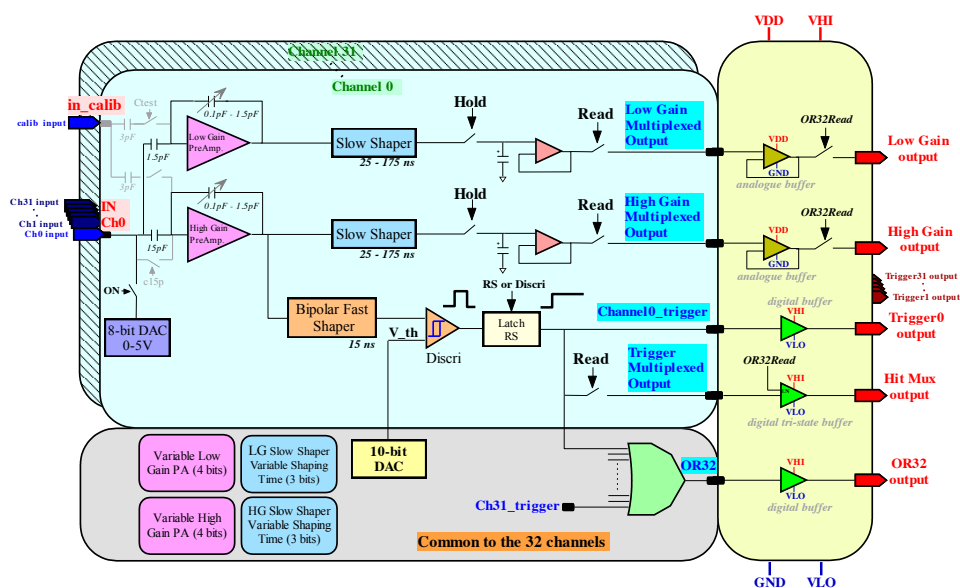 VDD
VHI
Channel 31
Channel 0
in_calib
calib input
Ctest
3pF
0.1pF - 1.5pF
Low Gain
PreAmp.
1.5pF
3pF
Slow Shaper
25 - 175 ns
Hold
Read
Low Gain
Multiplexed
Output
VDD
GND
analogue buffer
OR32Read
Low Gain
output
Ch31 input
Ch1 input
Ch0 input
IN
Ch0
0.1pF - 1.5pF
High Gain
PreAmp.
15pF
c15p
Slow Shaper
25 - 175 ns
Hold
Read
High Gain
Multiplexed
Output
VDD
GND
analogue buffer
OR32Read
High Gain
output
Trigger31 output
Trigger1 output
ON
8-bit DAC
0-5V
Bipolar Fast
Shaper
15 ns
V_th
Discri
RS or Discri
Latch
RS
Channel0_trigger
digital buffer
VHI
VLO
Trigger0
output
Read
Trigger
Multiplexed
Output
OR32Read
EN
VHI
VLO
digital tri-state buffer
Hit Mux
output
Variable Low
Gain PA (4 bits)
LG Slow Shaper
Variable Shaping
Time (3 bits)
10-bit
DAC
OR32
VHI
VLO
digital buffer
OR32
output
Variable High
Gain PA (4 bits)
HG Slow Shaper
Variable Shaping
Time (3 bits)
Ch31_trigger
Common to the 32 channels
GND
VLO